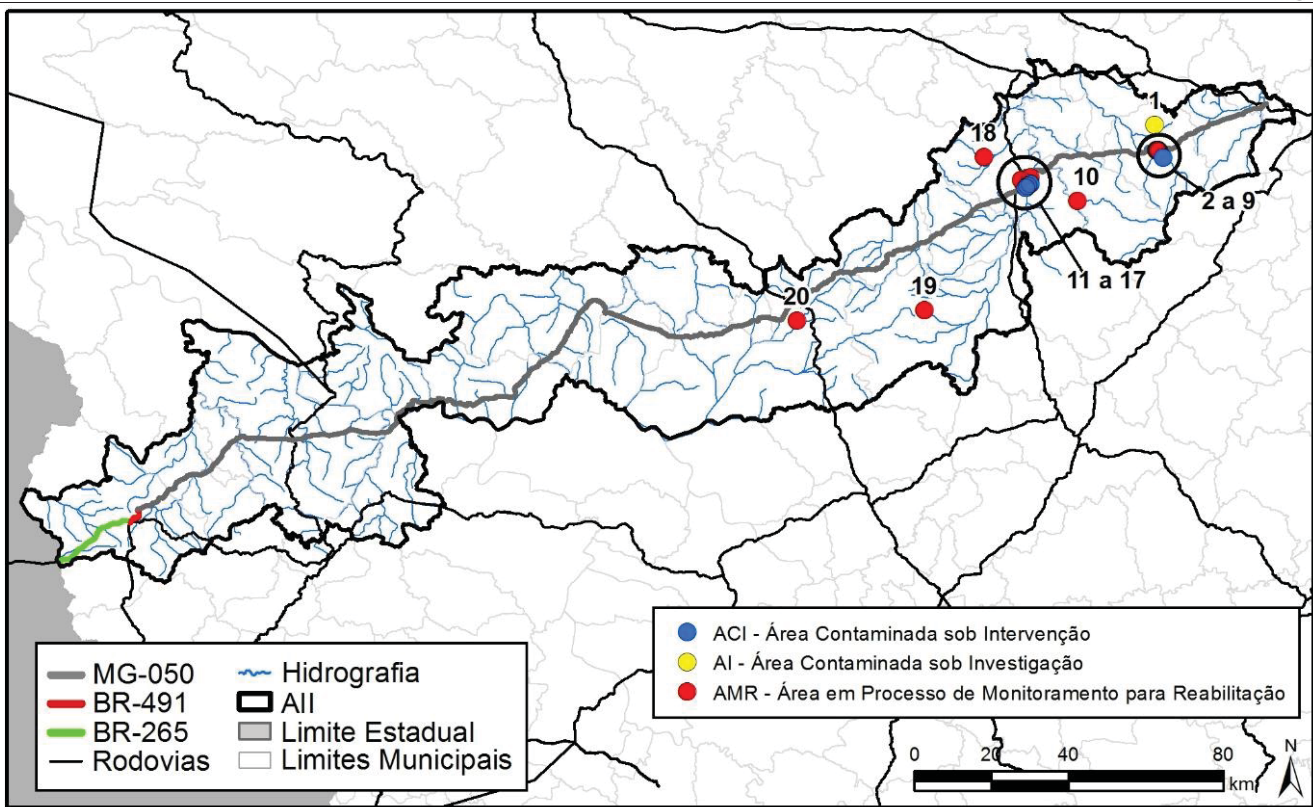 1
18
10
2 a 9
11 a 17
19
20
MG-050
BR-491
BR-265
Rodovias
Hidrografia
AII
Limite Estadual
Limites Municipais
ACI - Área Contaminada sob Intervenção
AI - Área Contaminada sob Investigação
AMR - Área em Processo de Monitoramento para Reabilitação
0 20 40 80
km
N